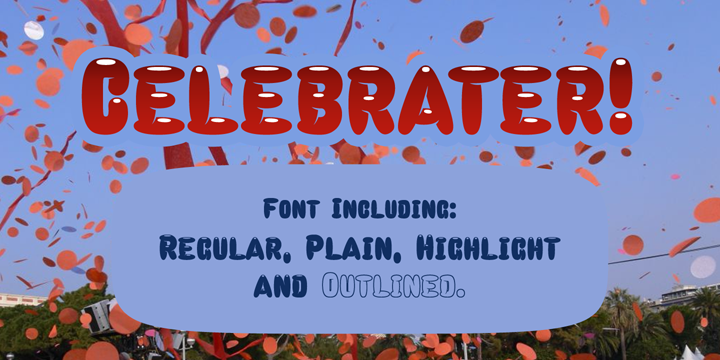 CELEBRATER!
FONT INCLUDING:
REGULAR, PLAIN, HIGHLIGHT
AND OUTLINED.